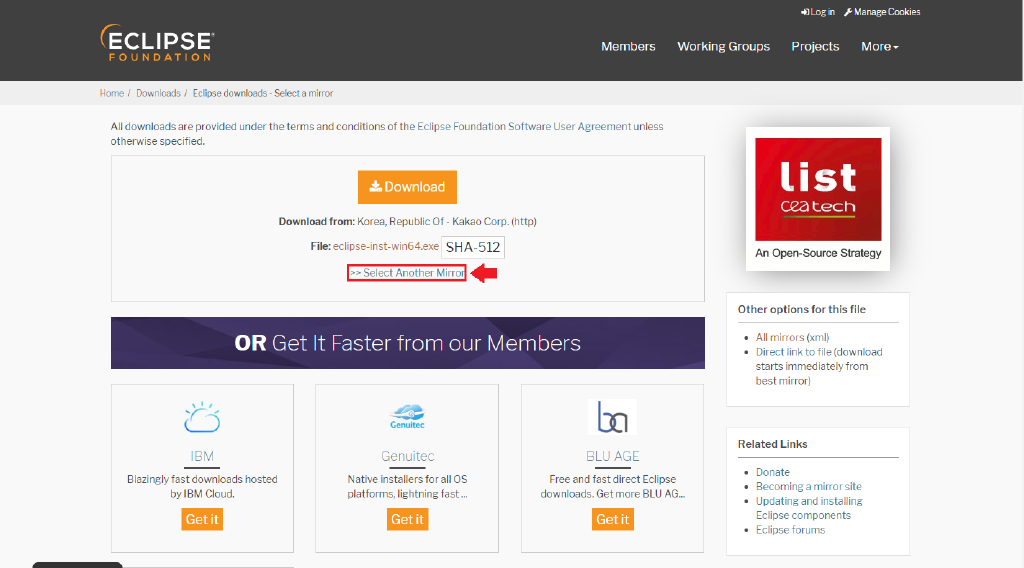 Log in Manage Cookies
ECLIPSE®
FOUNDATION
Members Working Groups Projects More
Home / Downloads / Eclipse downloads - Select a mirror
All downloads are provided under the terms and conditions of the Eclipse Foundation Software User Agreement unless
otherwise specified.
Download
Download from: Korea, Republic Of - Kakao Corp. (http)
File: eclipse-inst-win64.exe SHA-512
>> Select Another Mirror
OR Get It Faster from our Members
IBM
Blazingly fast downloads hosted
by IBM Cloud.
Get it
Genuitec
Genuitec
Native installers for all OS
platforms, lightning fast ...
Get it
ba
BLU AGE
Free and fast direct Eclipse
downloads. Get more BLU AG...
Get it
list
ceatech
An Open-Source Strategy
Other options for this file
All mirrors (xml)
Direct link to file (download
starts immediately from
best mirror)
Related Links
Donate
Becoming a mirror site
Updating and installing
Eclipse components
Eclipse forums